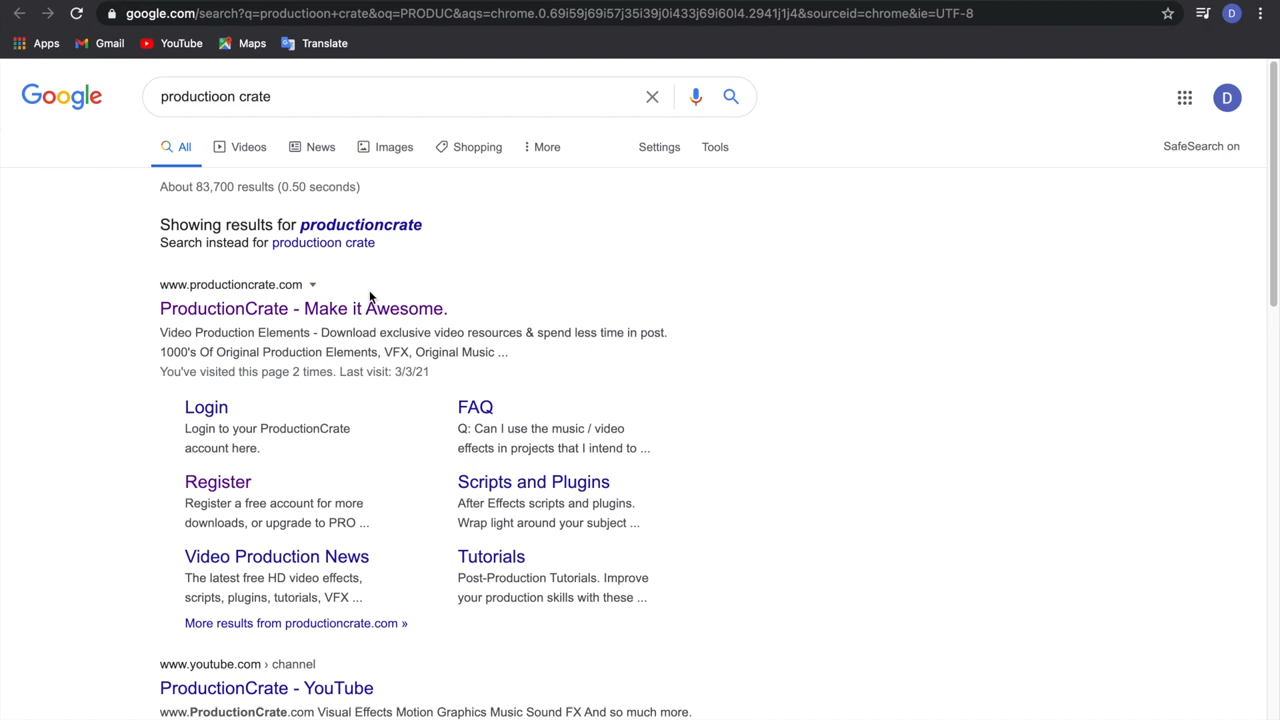 google.com/search?q=productioon+crate&oq=PRODUC&aqs=chrome.0.69i59j69i57j35i39j0i433j69i60l4.2941j1j4&sourceid=chrome&ie=UTF-8
D
Apps
Gmail
YouTube
Maps
Translate
Google
productioon crate
D
All
Videos
News
Images
Shopping
More
Settings
Tools
SafeSearch on
About 83,700 results (0.50 seconds)
Showing results for productioncrate
Search instead for productioon crate
www.productioncrate.com
ProductionCrate - Make it Awesome.
Video Production Elements - Download exclusive video resources & spend less time in post.
1000's Of Original Production Elements, VFX, Original Music ...
You've visited this page 2 times. Last visit: 3/3/21
Login
Login to your ProductionCrate
account here.
FAQ
Q: Can I use the music / video
effects in projects that I intend to ...
Register
Register a free account for more
downloads, or upgrade to PRO ...
Scripts and Plugins
After Effects scripts and plugins.
Wrap light around your subject ...
Video Production News
The latest free HD video effects,
scripts, plugins, tutorials, VFX ...
Tutorials
Post-Production Tutorials. Improve
your production skills with these ...
More results from productioncrate.com »
www.youtube.com › channel
ProductionCrate - YouTube
www.ProductionCrate.com Visual Effects Motion Graphics Music Sound FX And so much more.